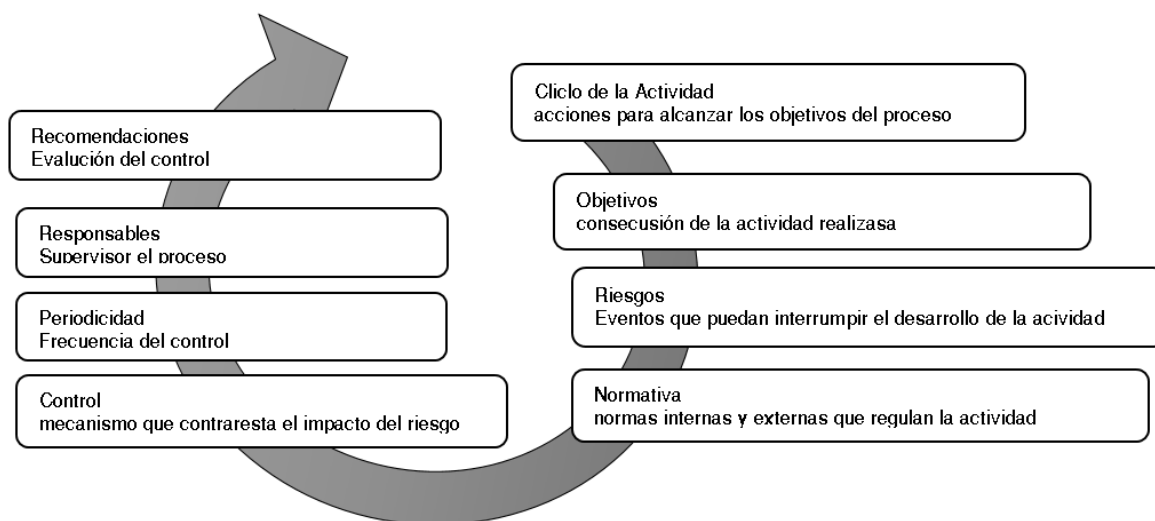 Cliclo de la Actividad
acciones para alcanzar los objetivos del proceso
Objetivos
consecusión de la actividad realizasa
Riesgos
Eventos que puedan interrumpir el desarrollo de la acividad
Normativa
normas internas y externas que regulan la actividad
Control
mecanismo que contraresta el impacto del riesgo
Periodicidad
Frecuencia del control
Responsables
Supervisor el proceso
Recomendaciones
Evalución del control